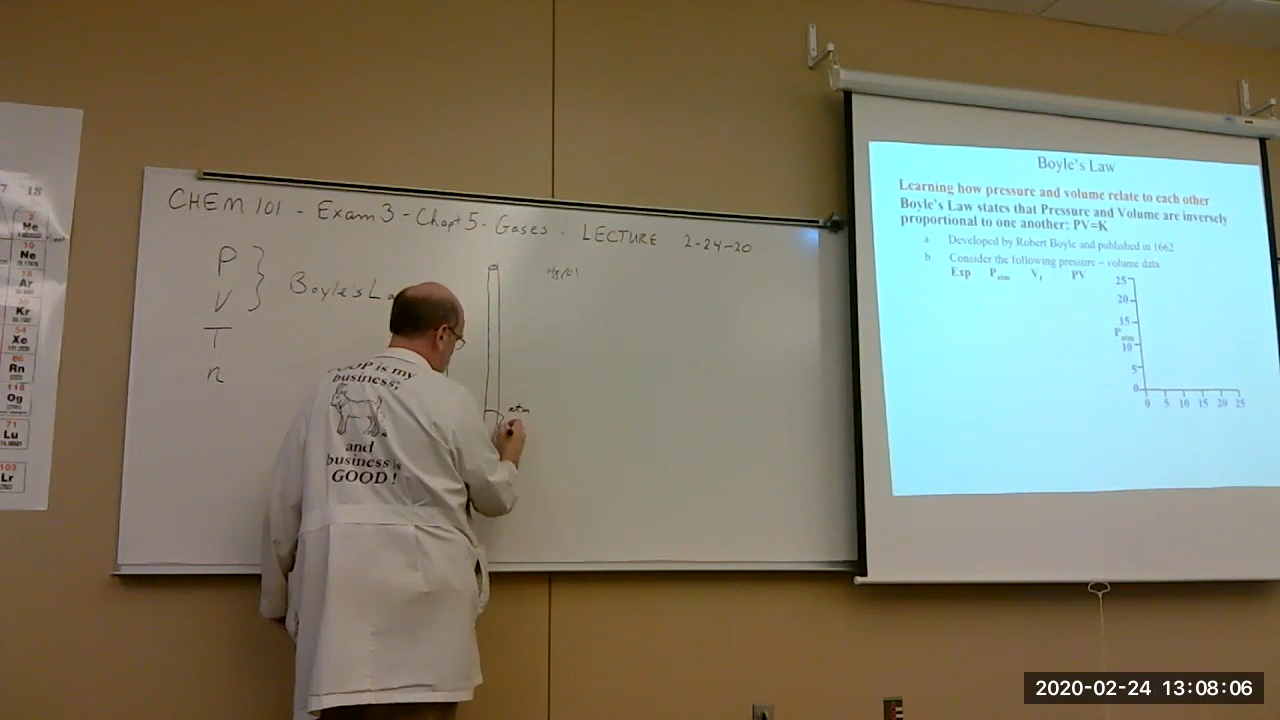 CHEM 101 - Exam 3 - Chapt 5 - Gases - LECTURE 2-24-20
P
V
T
n
Boyle's La
Hg(l)
atm
is my
business;
and
business is
GOOD!
Boyle's Law
Learning how pressure and volume relate to each other
Boyle's Law states that Pressure and Volume are inversely
proportional to one another: PV=K
a. Developed by Robert Boyle and published in 1662
b. Consider the following pressure – volume data
Exp P atm V PV
25
20
15
P atm
10
5
0
0 5 10 15 20 25
7 18
2
He
10
Ne
18
Ar
Kr
54
Xe
86
Rn
118
Og
71
Lu
103
Lr
2020-02-24 13:08:06